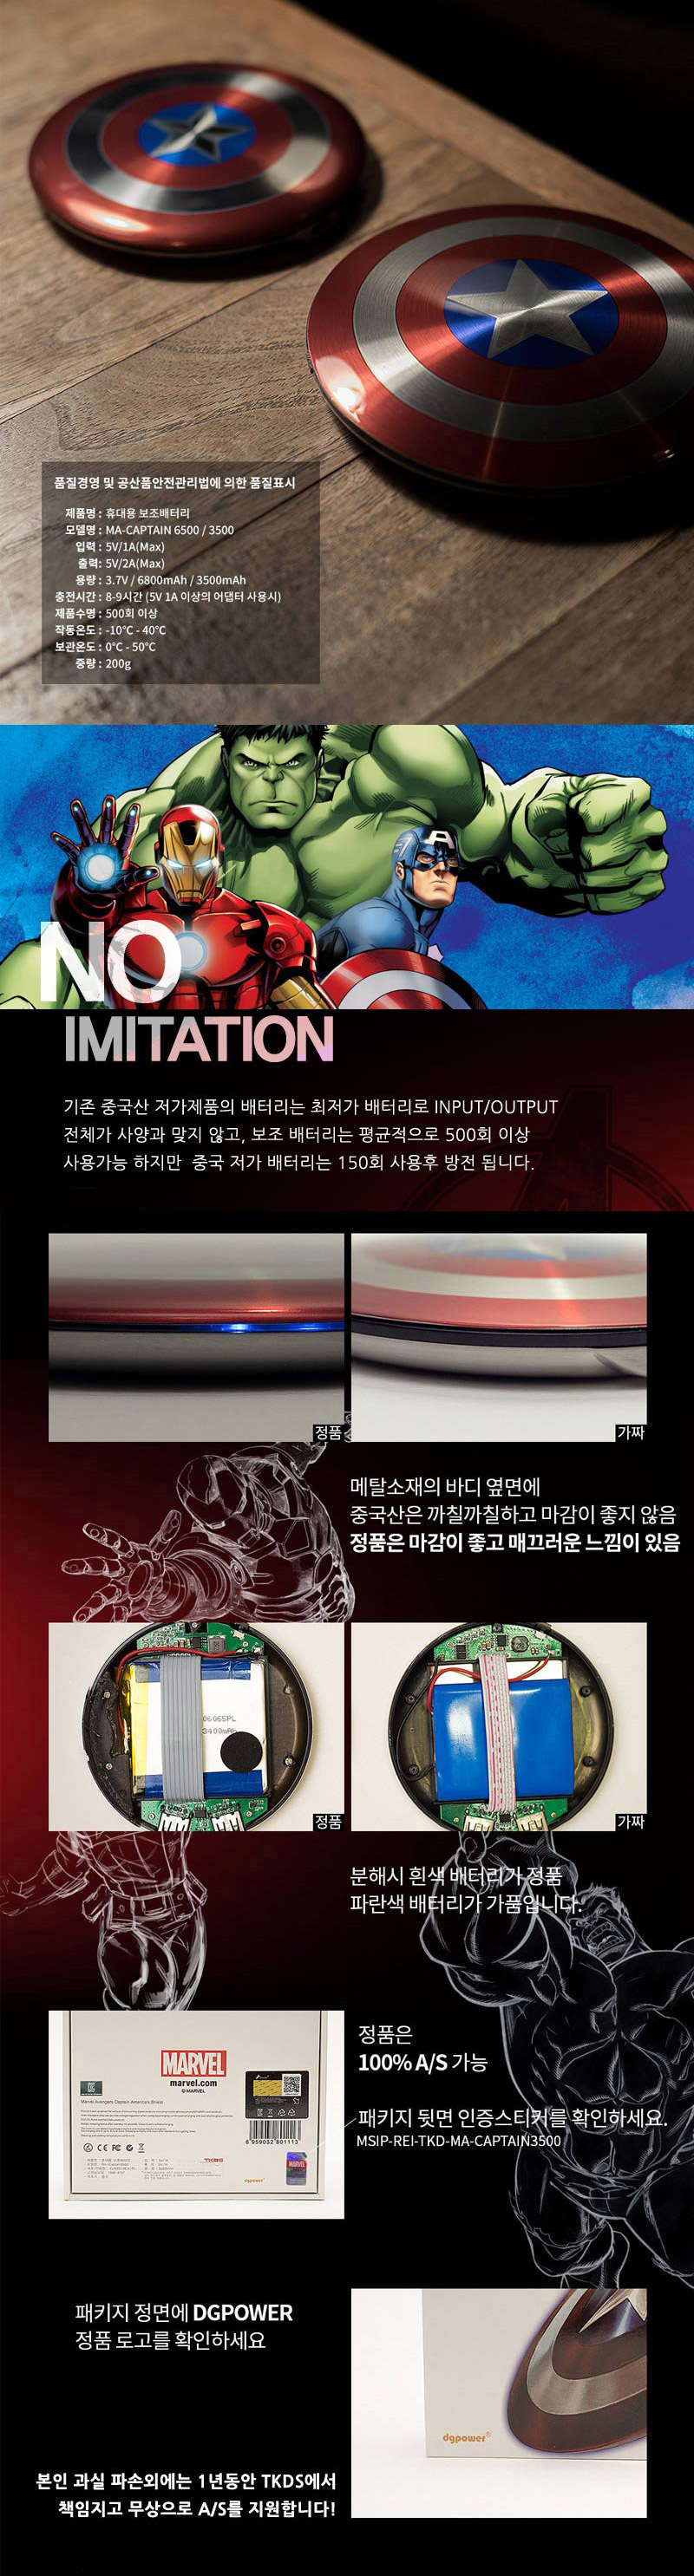 품질경영 및 공산품안전관리법에 의한 품질표시
제품명 : 휴대용 보조배터리
모델명 : MA-CAPTAIN 6500 / 3500
입력 : 5V/1A(Max)
출력: 5V/2A(Max)
용량 : 3.7V / 6800mAh / 3500mAh
충전시간 : 8-9시간 (5V 1A 이상의 어댑터 사용시)
제품수명 : 500회 이상
작동온도 : -10°C - 40°C
보관온도 : 0°C - 50°C
중량 : 200g
NO
IMITATION
기존 중국산 저가제품의 배터리는 최저가 배터리로 INPUT/OUTPUT
전체가 사양과 맞지 않고, 보조 배터리는 평균적으로 500회 이상
사용가능 하지만 중국 저가 배터리는 150회 사용후 방전 됩니다.
정품
가짜
메탈소재의 바디 옆면에
중국산은 까칠까칠하고 마감이 좋지 않음
정품은 마감이 좋고 매끄러운 느낌이 있음
정품
가짜
분해시 흰색 배터리가 정품
파란색 배터리가 가품입니다.
MARVEL
marvel.com
© MARVEL
Marvel Avengers Captain America's Shield
6 959032 801113
TKDS
MARVEL
dgpower
정품은
100% A/S 가능
패키지 뒷면 인증스티커를 확인하세요.
MSIP-REI-TKD-MA-CAPTAIN3500
패키지 정면에 DGPOWER
정품 로고를 확인하세요
dgpower®
본인 과실 파손외에는 1년동안 TKDS에서
책임지고 무상으로 A/S를 지원합니다!